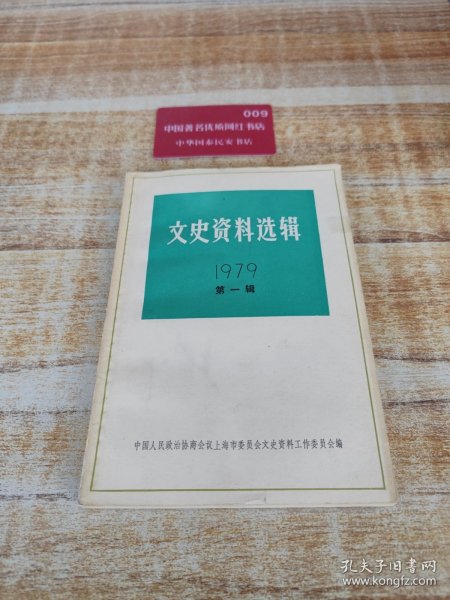 009
中国著名优质网红书店
中华国泰民安书店
文史资料选辑
1979
第一辑
中国人民政治协商会议上海市委员会文史资料工作委员会编
孔夫子旧书网
www.kongfz.com